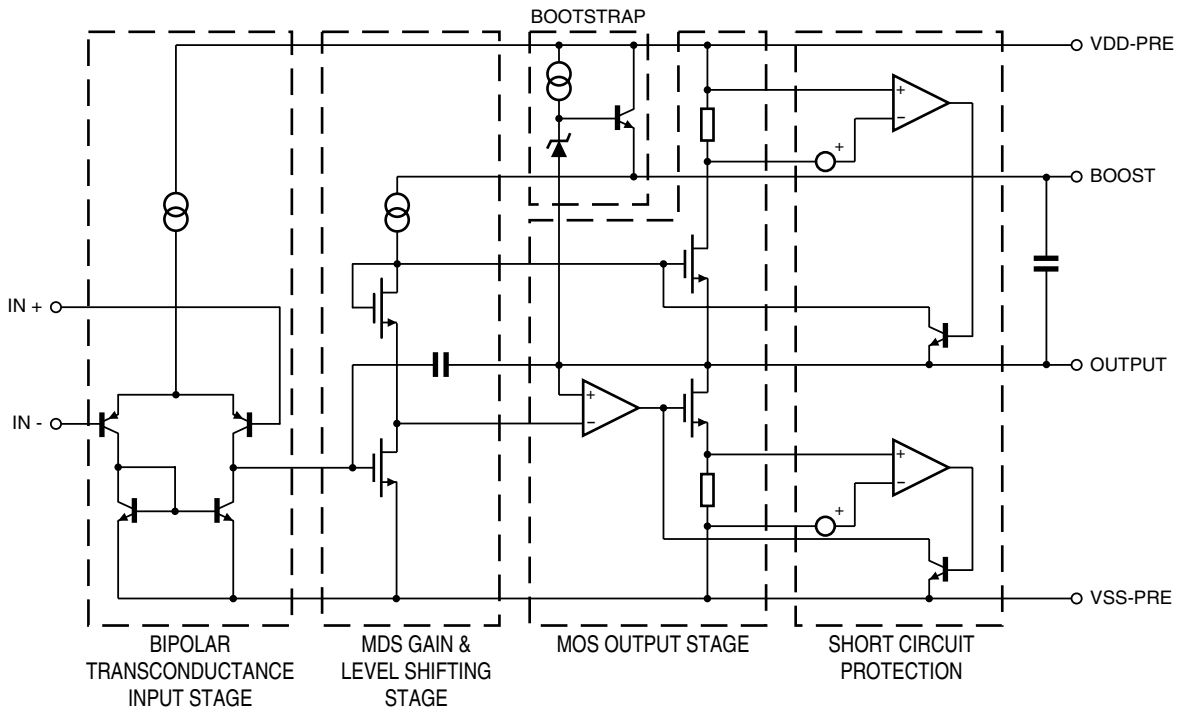 BOOTSTRAP
VDD-PRE
+
−
+
BOOST
IN +
OUTPUT
IN -
+
−
+
−
+
VSS-PRE
BIPOLAR
TRANSCONDUCTANCE
INPUT STAGE
MDS GAIN &
LEVEL SHIFTING
STAGE
MOS OUTPUT STAGE
SHORT CIRCUIT
PROTECTION